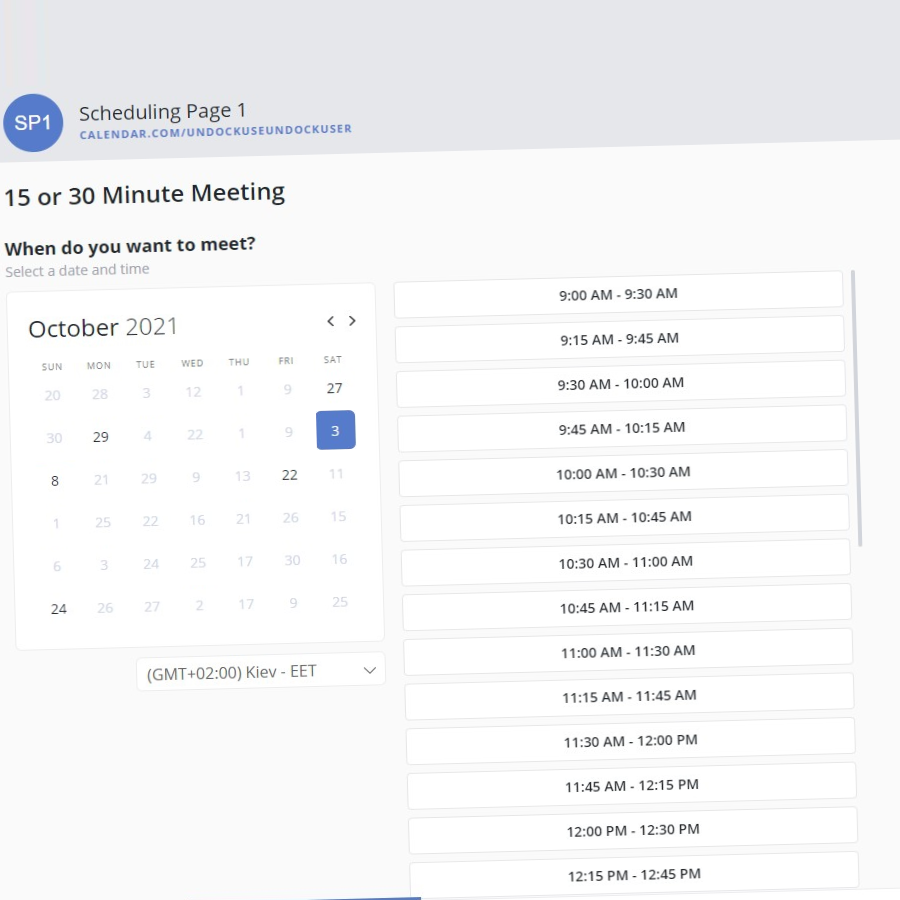 SP1
Scheduling Page 1
CALENDAR.COM/UNDOCKUSEUNDOCKUSER
15 or 30 Minute Meeting
When do you want to meet?
Select a date and time
October 2021
SUN MON TUE WED THU FRI SAT
20 28 3 12 1 9 27
30 29 4 22 1 9 3
8 21 29 9 13 22 11
1 25 22 16 21 26 15
6 3 24 25 17 30 16
24 26 27 2 17 9 25
(GMT+02:00) Kiev - EET
9:00 AM - 9:30 AM
9:15 AM - 9:45 AM
9:30 AM - 10:00 AM
9:45 AM - 10:15 AM
10:00 AM - 10:30 AM
10:15 AM - 10:45 AM
10:30 AM - 11:00 AM
10:45 AM - 11:15 AM
11:00 AM - 11:30 AM
11:15 AM - 11:45 AM
11:30 AM - 12:00 PM
11:45 AM - 12:15 PM
12:00 PM - 12:30 PM
12:15 PM - 12:45 PM